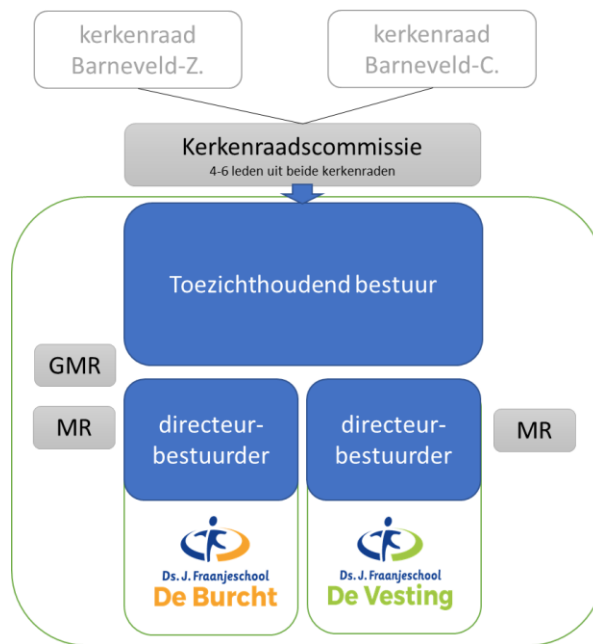 kerkenraad
Barneveld-Z.
kerkenraad
Barneveld-C.
Kerkenraadscommissie
4-6 leden uit beide kerkenraden
Toezichthoudend bestuur
GMR
MR
directeur-
bestuurder
directeur-
bestuurder
MR
Ds. J. Fraanjeschool
De Burcht
Ds. J. Fraanjeschool
De Vesting